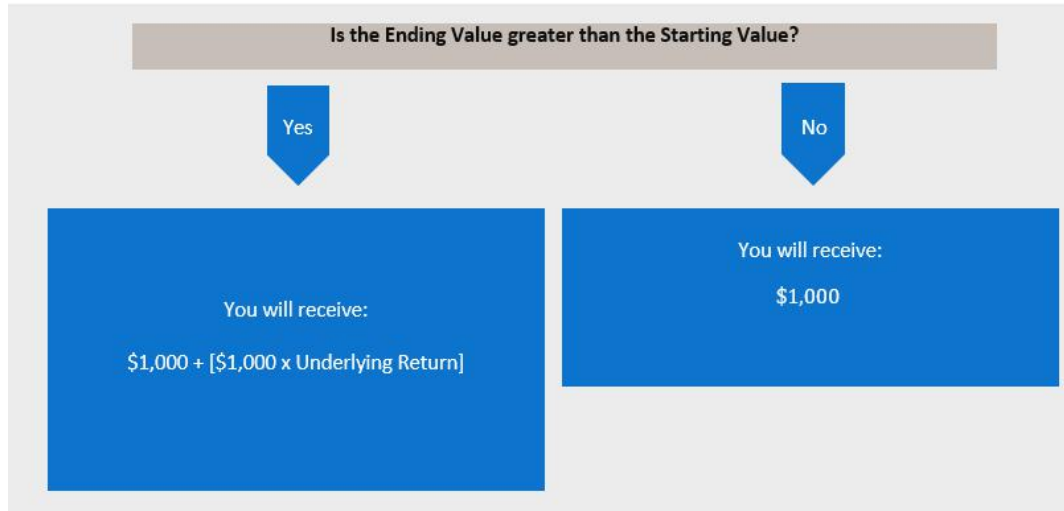 Is the Ending Value greater than the Starting Value?
Yes
No
You will receive:
$1,000 + [$1,000 x Underlying Return]
You will receive:
$1,000